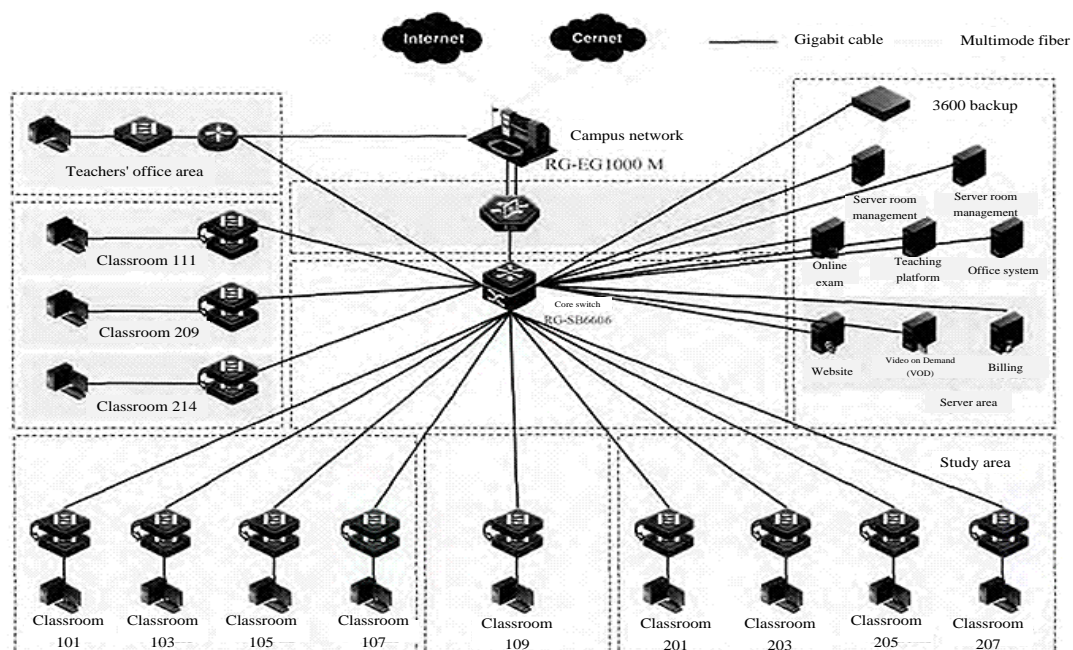 Internet
Cernet
Gigabit cable
Multimode fiber
3600 backup
Campus network
RG-EG1000 M
Teachers' office area
Server room
management
Server room
management
Classroom 111
Online
exam
Teaching
platform
Office system
Classroom 209
Core switch
RG-SB6606
Classroom 214
Website
Video on Demand
(VOD)
Billing
Server area
Study area
Classroom
101
Classroom
103
Classroom
105
Classroom
107
Classroom
109
Classroom
201
Classroom
203
Classroom
205
Classroom
207